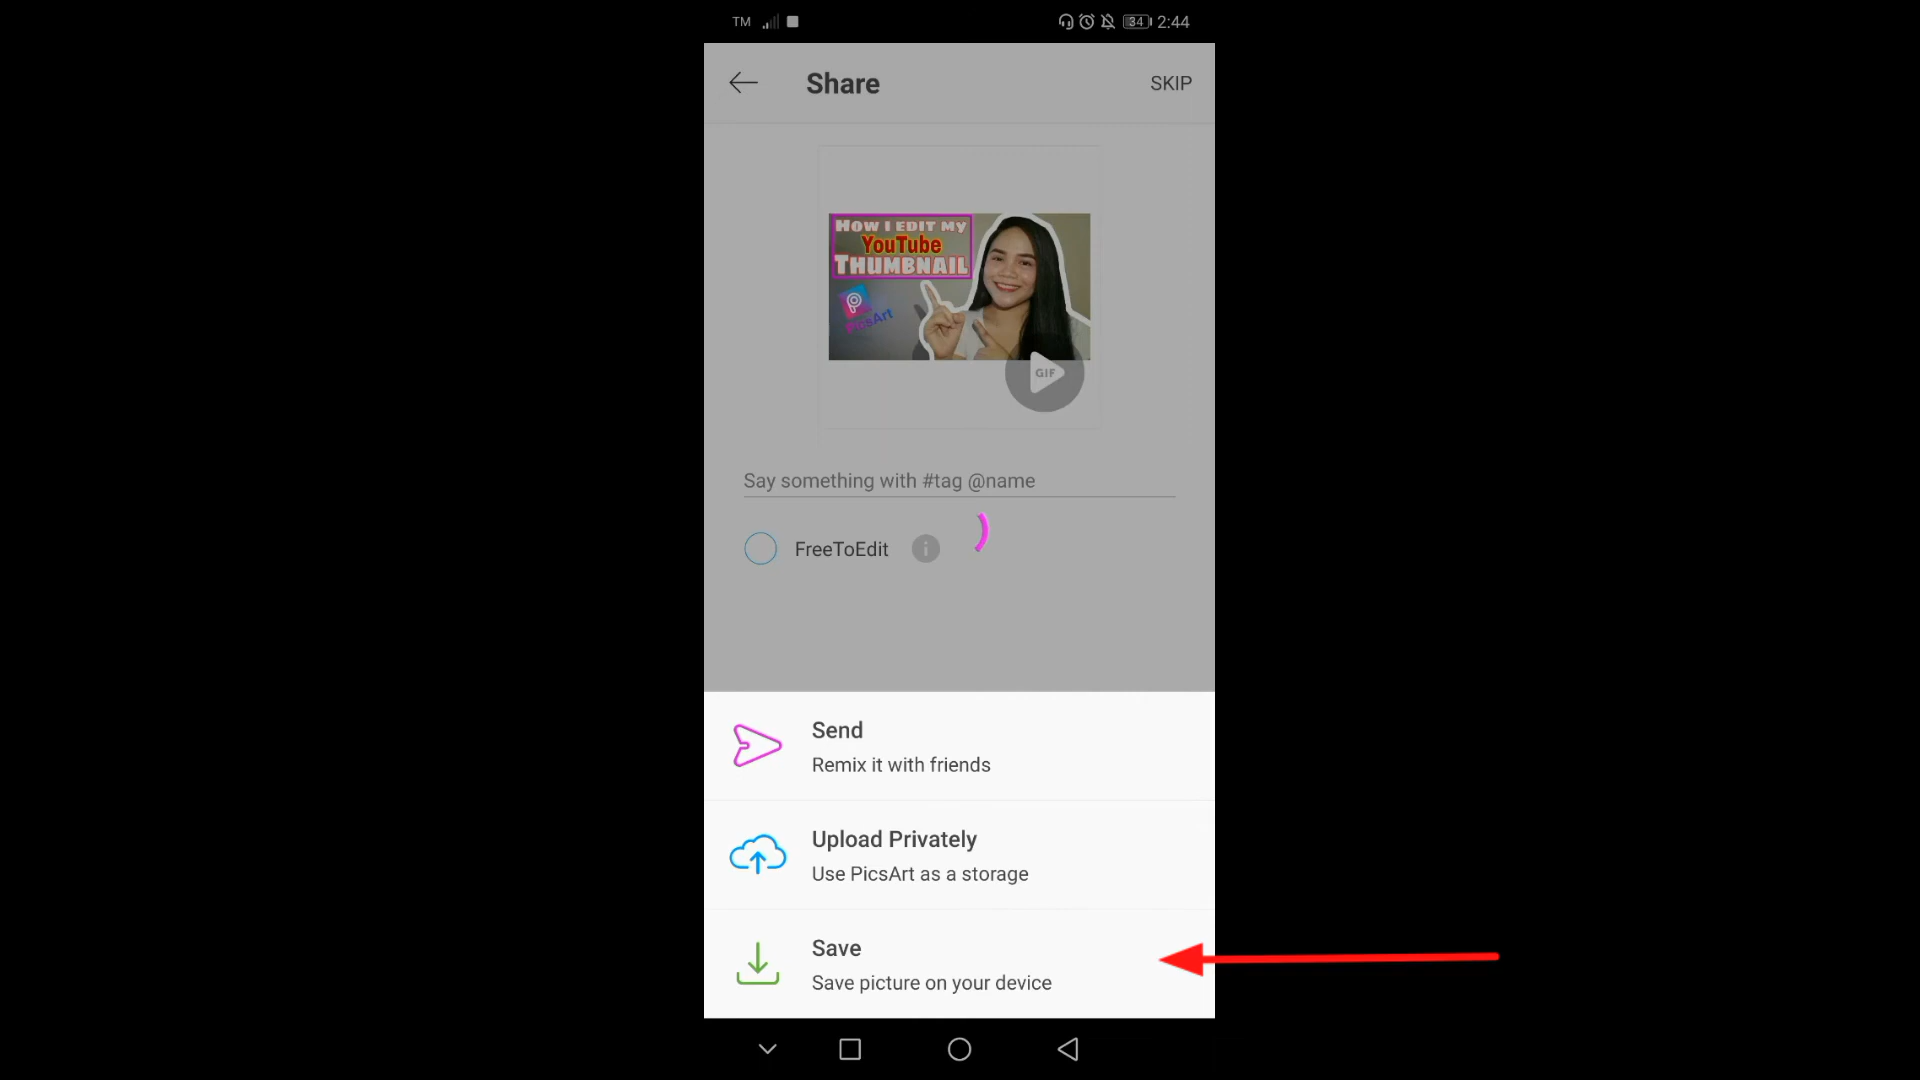 TM 34 2:44
Share SKIP
How I edit my
YouTube
Thumbnail
PicsArt
GIF
Say something with #tag @name
FreeToEdit
Send
Remix it with friends
Upload Privately
Use PicsArt as a storage
Save
Save picture on your device